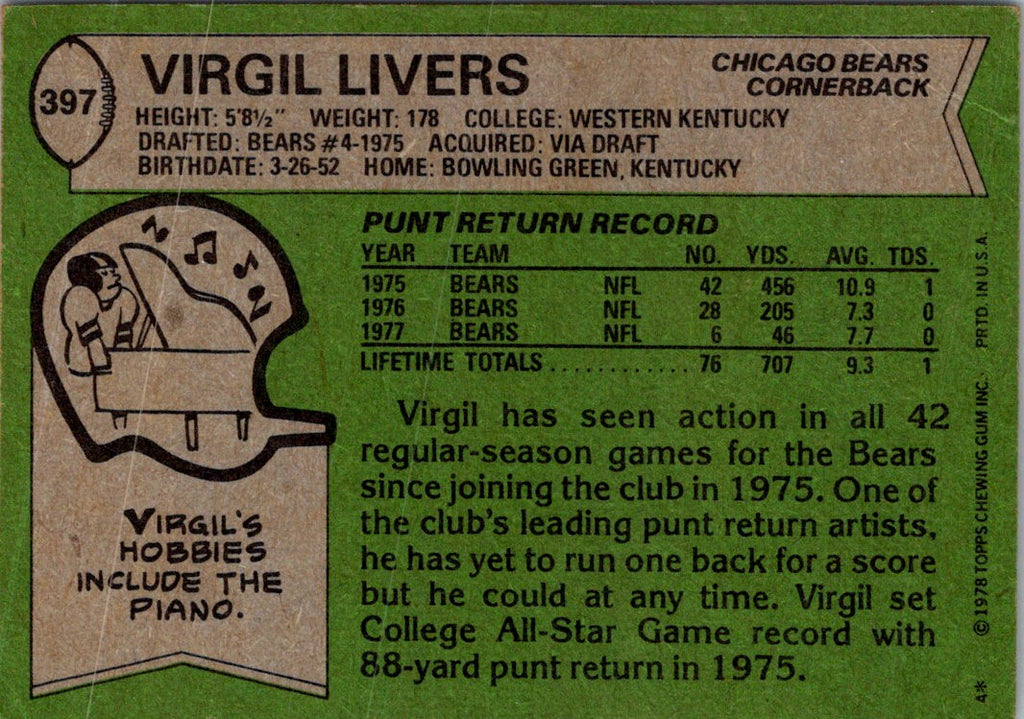 397
VIRGIL LIVERS
CHICAGO BEARS
CORNERBACK
HEIGHT: 5'8½" WEIGHT: 178 COLLEGE: WESTERN KENTUCKY
DRAFTED: BEARS #4-1975 ACQUIRED: VIA DRAFT
BIRTHDATE: 3-26-52 HOME: BOWLING GREEN, KENTUCKY
PUNT RETURN RECORD
YEAR TEAM NO. YDS. AVG. TDS.
1975 BEARS NFL 42 456 10.9 1
1976 BEARS NFL 28 205 7.3 0
1977 BEARS NFL 6 46 7.7 0
LIFETIME TOTALS............ 76 707 9.3 1
Virgil has seen action in all 42
regular-season games for the Bears
since joining the club in 1975. One of
the club's leading punt return artists,
he has yet to run one back for a score
but he could at any time. Virgil set
College All-Star Game record with
88-yard punt return in 1975.
VIRGIL'S
HOBBIES
INCLUDE THE
PIANO.
©1978 TOPPS CHEWING GUM INC. PRTD. IN U.S.A.
4*